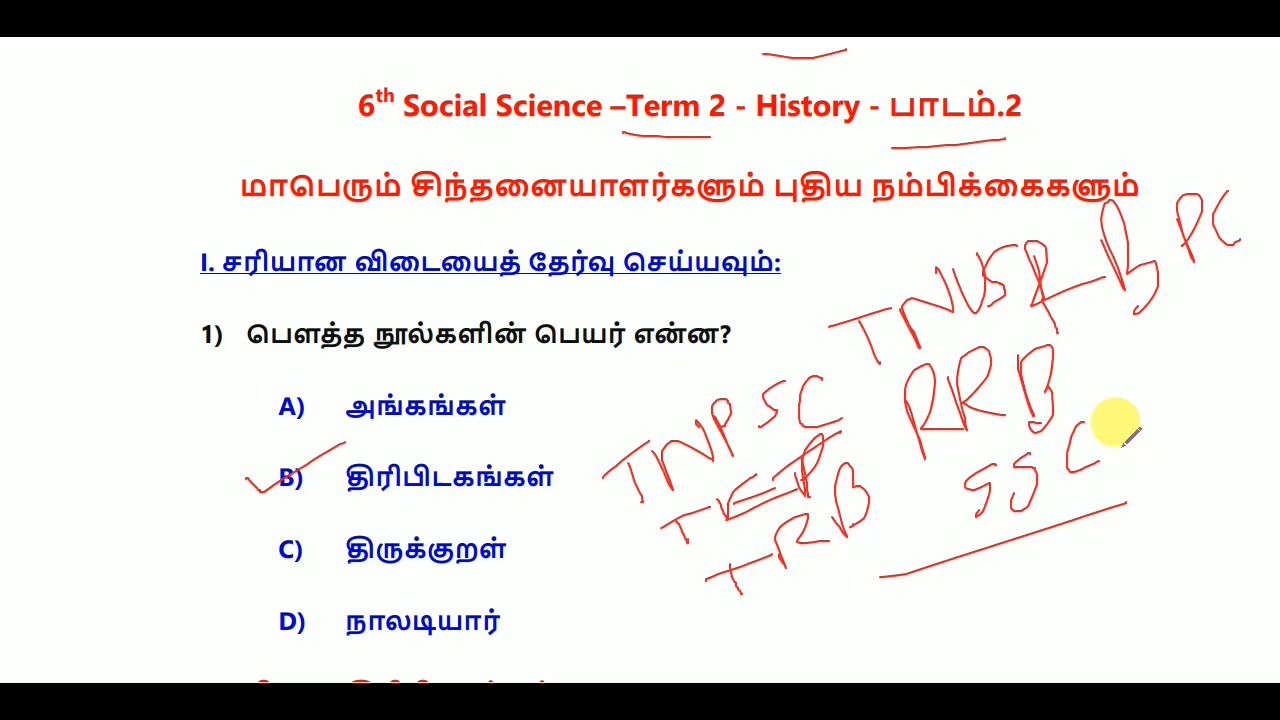 6th Social Science –Term 2 - History - பாடம்.2
மாபெரும் சிந்தனையாளர்களும் புதிய நம்பிக்கைகளும்
I. சரியான விடையைத் தேர்வு செய்யவும்:
1) பௌத்த நூல்களின் பெயர் என்ன?
A) அங்கங்கள்
B) திரிபிடகங்கள்
C) திருக்குறள்
D) நாலடியார்
TNUSRB PC
RRB
SSC
TNPSC
TET
TRB